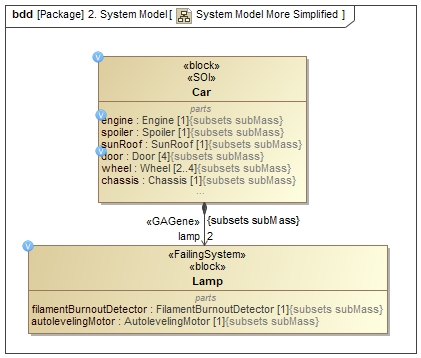 bdd [Package] 2. System Model [ System Model More Simplified ]
«block»
«SOI»
Car
parts
engine : Engine [1]{subsets subMass}
spoiler : Spoiler [1]{subsets subMass}
sunRoof : SunRoof [1]{subsets subMass}
door : Door [4]{subsets subMass}
wheel : Wheel [2..4]{subsets subMass}
chassis : Chassis [1]{subsets subMass}
...
«GAGene» {subsets subMass}
lamp 2
«FailingSystem»
«block»
Lamp
parts
filamentBurnoutDetector : FilamentBurnoutDetector [1]{subsets subMass}
autolevelingMotor : AutolevelingMotor [1]{subsets subMass}